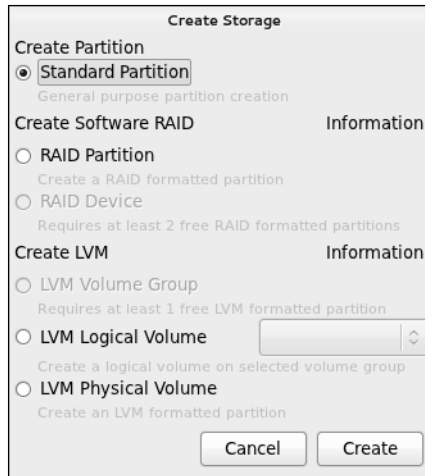 Create Storage
Create Partition
Standard Partition
General purpose partition creation
Create Software RAID Information
RAID Partition
Create a RAID formatted partition
RAID Device
Requires at least 2 free RAID formatted partitions
Create LVM Information
LVM Volume Group
Requires at least 1 free LVM formatted partition
LVM Logical Volume
Create a logical volume on selected volume group
LVM Physical Volume
Create an LVM formatted partition
Cancel Create